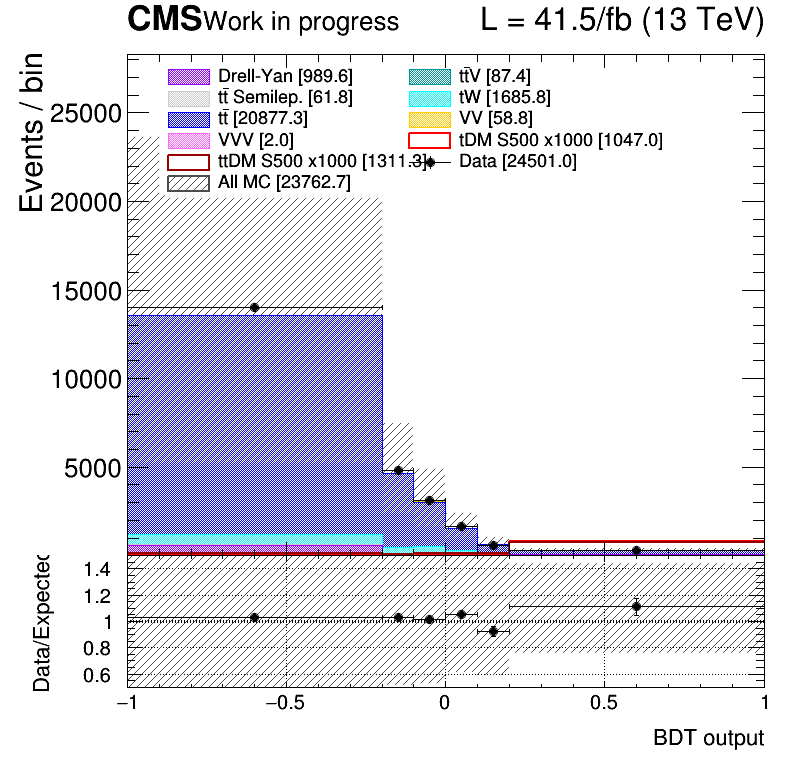 CMS Work in progress L = 41.5/fb (13 TeV)
Events / bin
Drell-Yan [989.6] tt̄V [87.4]
tt̄ Semilep. [61.8] tW [1685.8]
tt̄ [20877.3] VV [58.8]
VVV [2.0] tDM S500 x1000 [1047.0]
ttDM S500 x1000 [1311.3] Data [24501.0]
All MC [23762.7]
25000
20000
15000
10000
5000
Data/Expected
1.4
1.2
1
0.8
0.6
−1 −0.5 0 0.5 1
BDT output